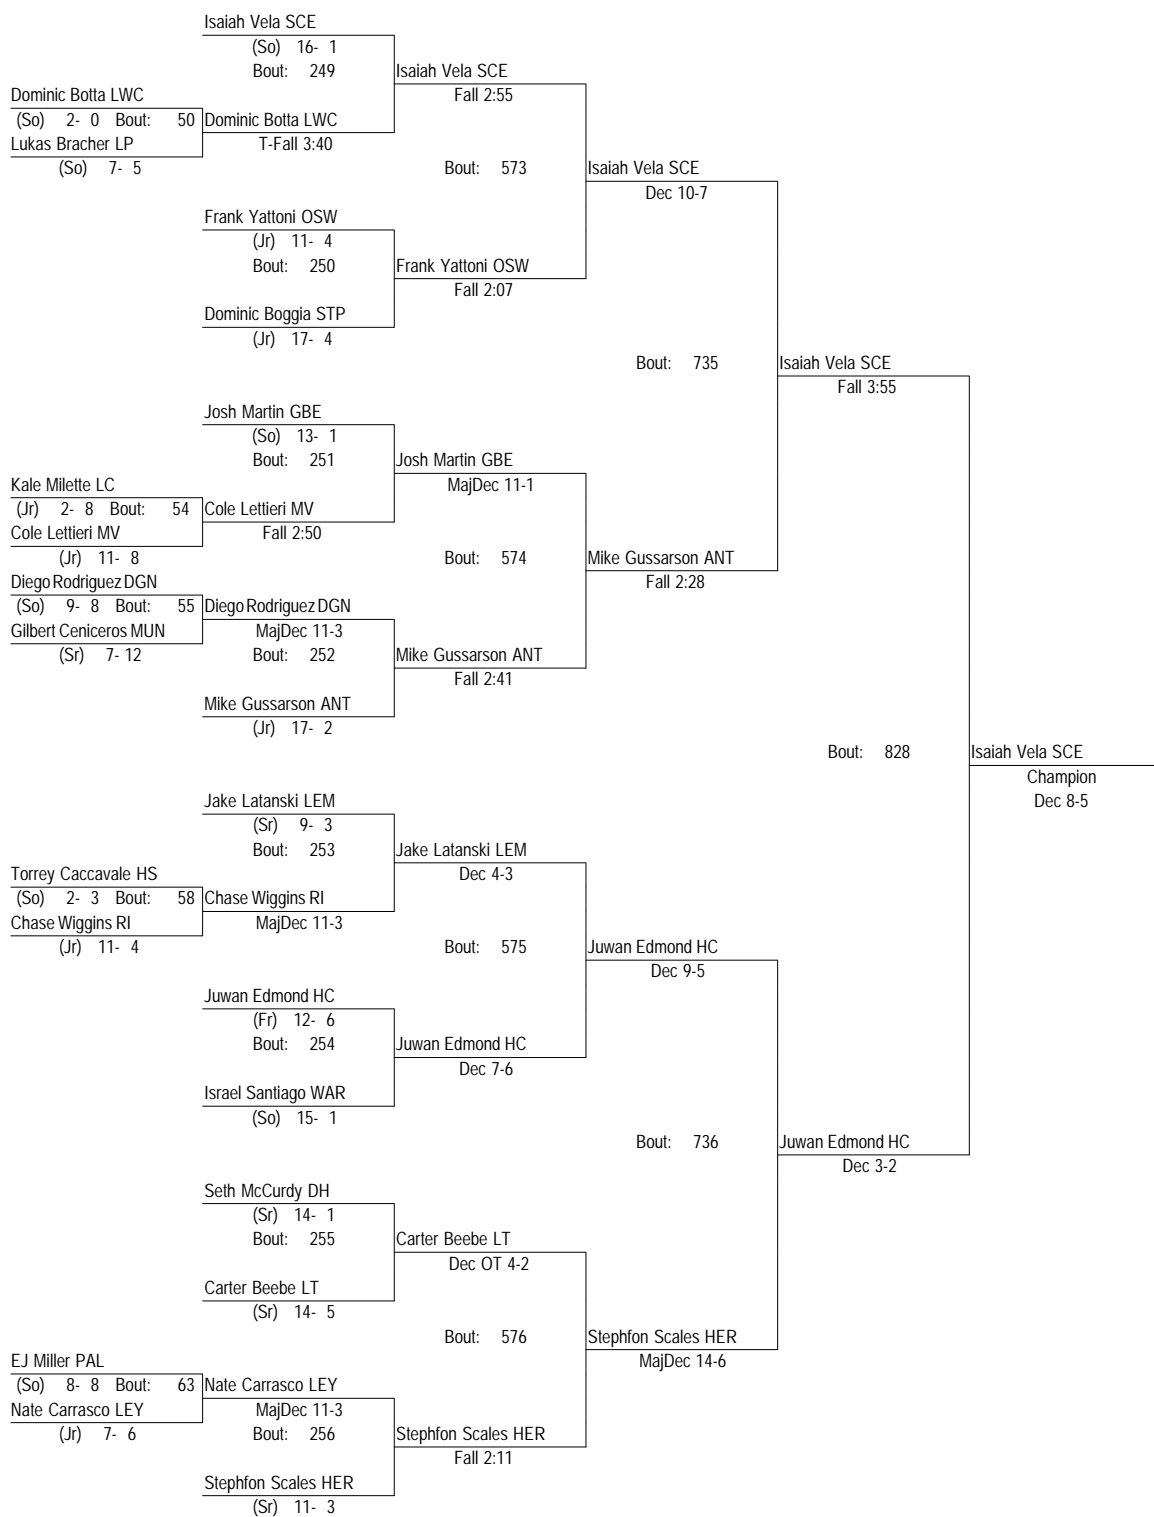 Isaiah Vela SCE
(So) 16- 1
Bout: 249 Isaiah Vela SCE
Dominic Botta LWC Fall 2:55
(So) 2- 0 Bout: 50 Dominic Botta LWC
Lukas Bracher LP T-Fall 3:40
(So) 7- 5 Bout: 573 Isaiah Vela SCE
Dec 10-7
Frank Yattoni OSW
(Jr) 11- 4
Bout: 250 Frank Yattoni OSW
Fall 2:07
Dominic Boggia STP
(Jr) 17- 4
Bout: 735 Isaiah Vela SCE
Fall 3:55
Josh Martin GBE
(So) 13- 1
Bout: 251 Josh Martin GBE
Kale Milette LC MajDec 11-1
(Jr) 2- 8 Bout: 54 Cole Lettieri MV
Cole Lettieri MV Fall 2:50
(Jr) 11- 8 Bout: 574 Mike Gussarson ANT
Diego Rodriguez DGN Fall 2:28
(So) 9- 8 Bout: 55 Diego Rodriguez DGN
Gilbert Ceniceros MUN MajDec 11-3
(Sr) 7- 12 Bout: 252 Mike Gussarson ANT
Fall 2:41
Mike Gussarson ANT
(Jr) 17- 2
Bout: 828 Isaiah Vela SCE
Champion
Jake Latanski LEM Dec 8-5
(Sr) 9- 3
Bout: 253 Jake Latanski LEM
Torrey Caccavale HS Dec 4-3
(So) 2- 3 Bout: 58 Chase Wiggins RI
Chase Wiggins RI MajDec 11-3
(Jr) 11- 4 Bout: 575 Juwan Edmond HC
Dec 9-5
Juwan Edmond HC
(Fr) 12- 6
Bout: 254 Juwan Edmond HC
Dec 7-6
Israel Santiago WAR
(So) 15- 1
Bout: 736 Juwan Edmond HC
Dec 3-2
Seth McCurdy DH
(Sr) 14- 1
Bout: 255 Carter Beebe LT
Dec OT 4-2
Carter Beebe LT
(Sr) 14- 5
Bout: 576 Stephfon Scales HER
EJ Miller PAL MajDec 14-6
(So) 8- 8 Bout: 63 Nate Carrasco LEY
Nate Carrasco LEY MajDec 11-3
(Jr) 7- 6 Bout: 256 Stephfon Scales HER
Fall 2:11
Stephfon Scales HER
(Sr) 11- 3